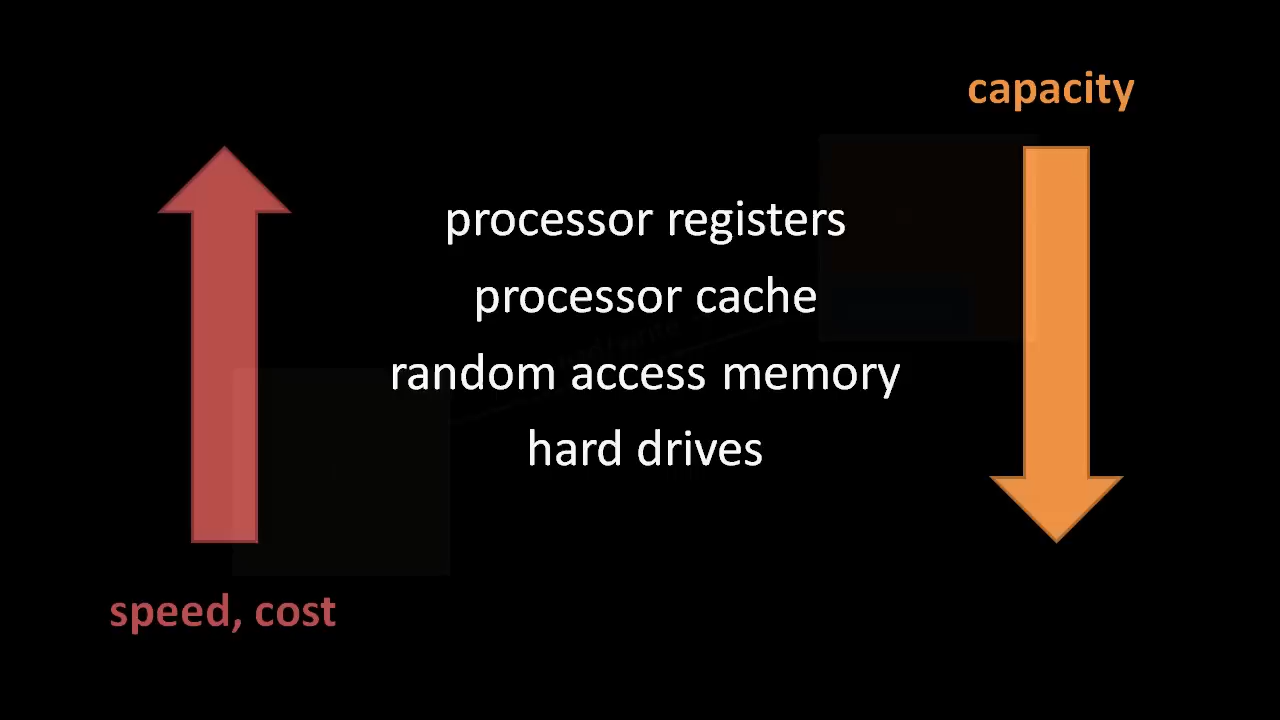 capacity
processor registers
processor cache
random access memory
hard drives
speed, cost